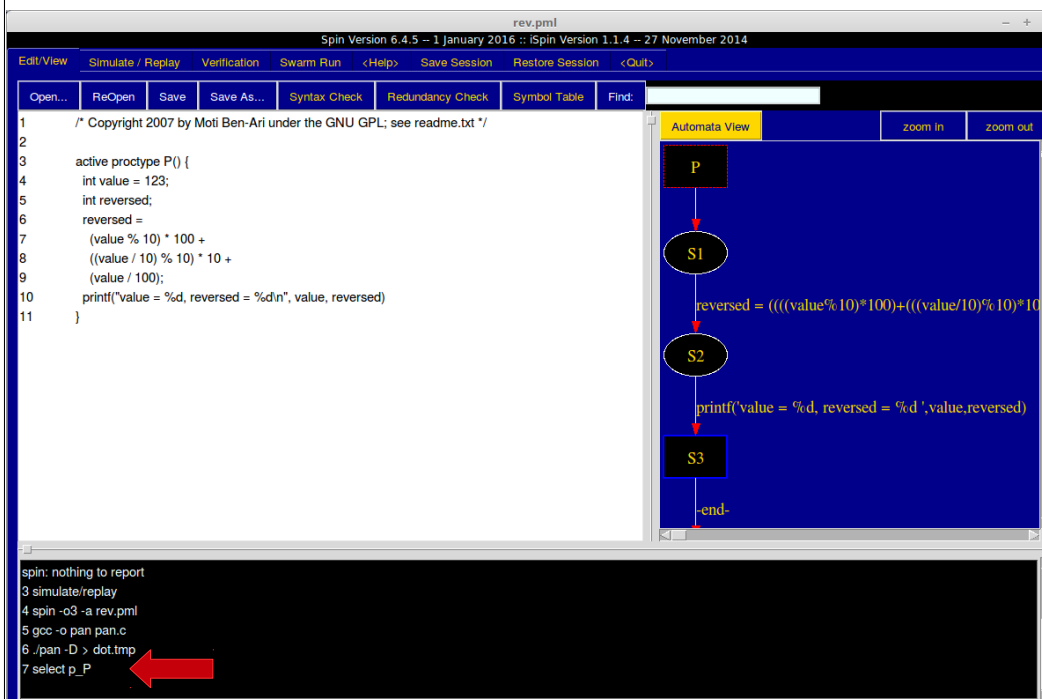 rev.pml
Spin Version 6.4.5 -- 1 January 2016 :: iSpin Version 1.1.4 -- 27 November 2014
Edit/View Simulate / Replay Verification Swarm Run <Help> Save Session Restore Session <Quit>
Open... ReOpen Save Save As... Syntax Check Redundancy Check Symbol Table Find:
1 /* Copyright 2007 by Moti Ben-Ari under the GNU GPL; see readme.txt */
2
3 active proctype P() {
4 int value = 123;
5 int reversed;
6 reversed =
7 (value % 10) * 100 +
8 ((value / 10) % 10) * 10 +
9 (value / 100);
10 printf("value = %d, reversed = %d\n", value, reversed)
11 }
Automata View zoom in zoom out
P
S1
reversed = ((((value%10)*100)+(((value/10)%10)*10
S2
printf('value = %d, reversed = %d ',value,reversed)
S3
-end-
spin: nothing to report
3 simulate/replay
4 spin -o3 -a rev.pml
5 gcc -o pan pan.c
6 ./pan -D > dot.tmp
7 select p_P